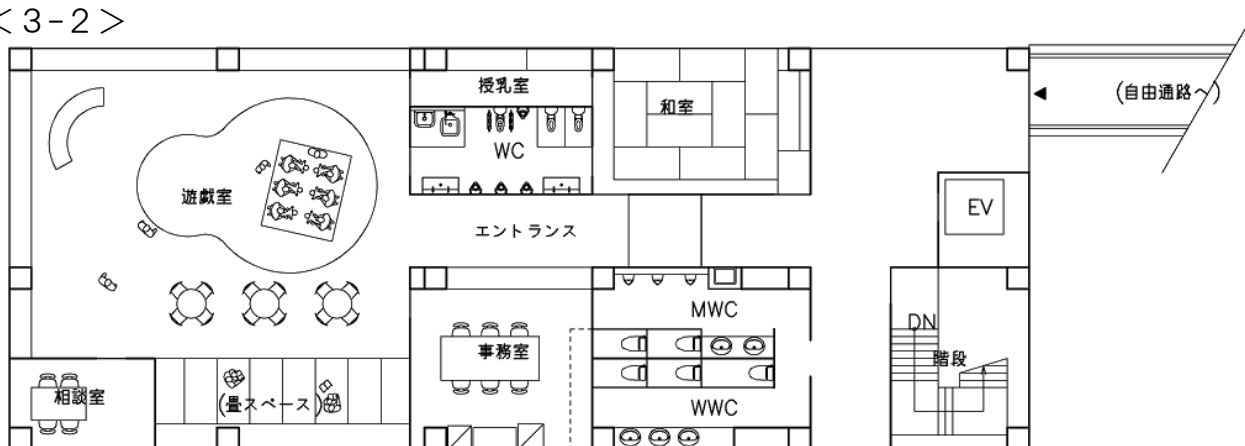 ＜3-2＞
授乳室
和室
(自由通路へ)
WC
遊戯室
EV
エントランス
MWC
DN
事務室
階段
相談室
(畳スペース)
WWC